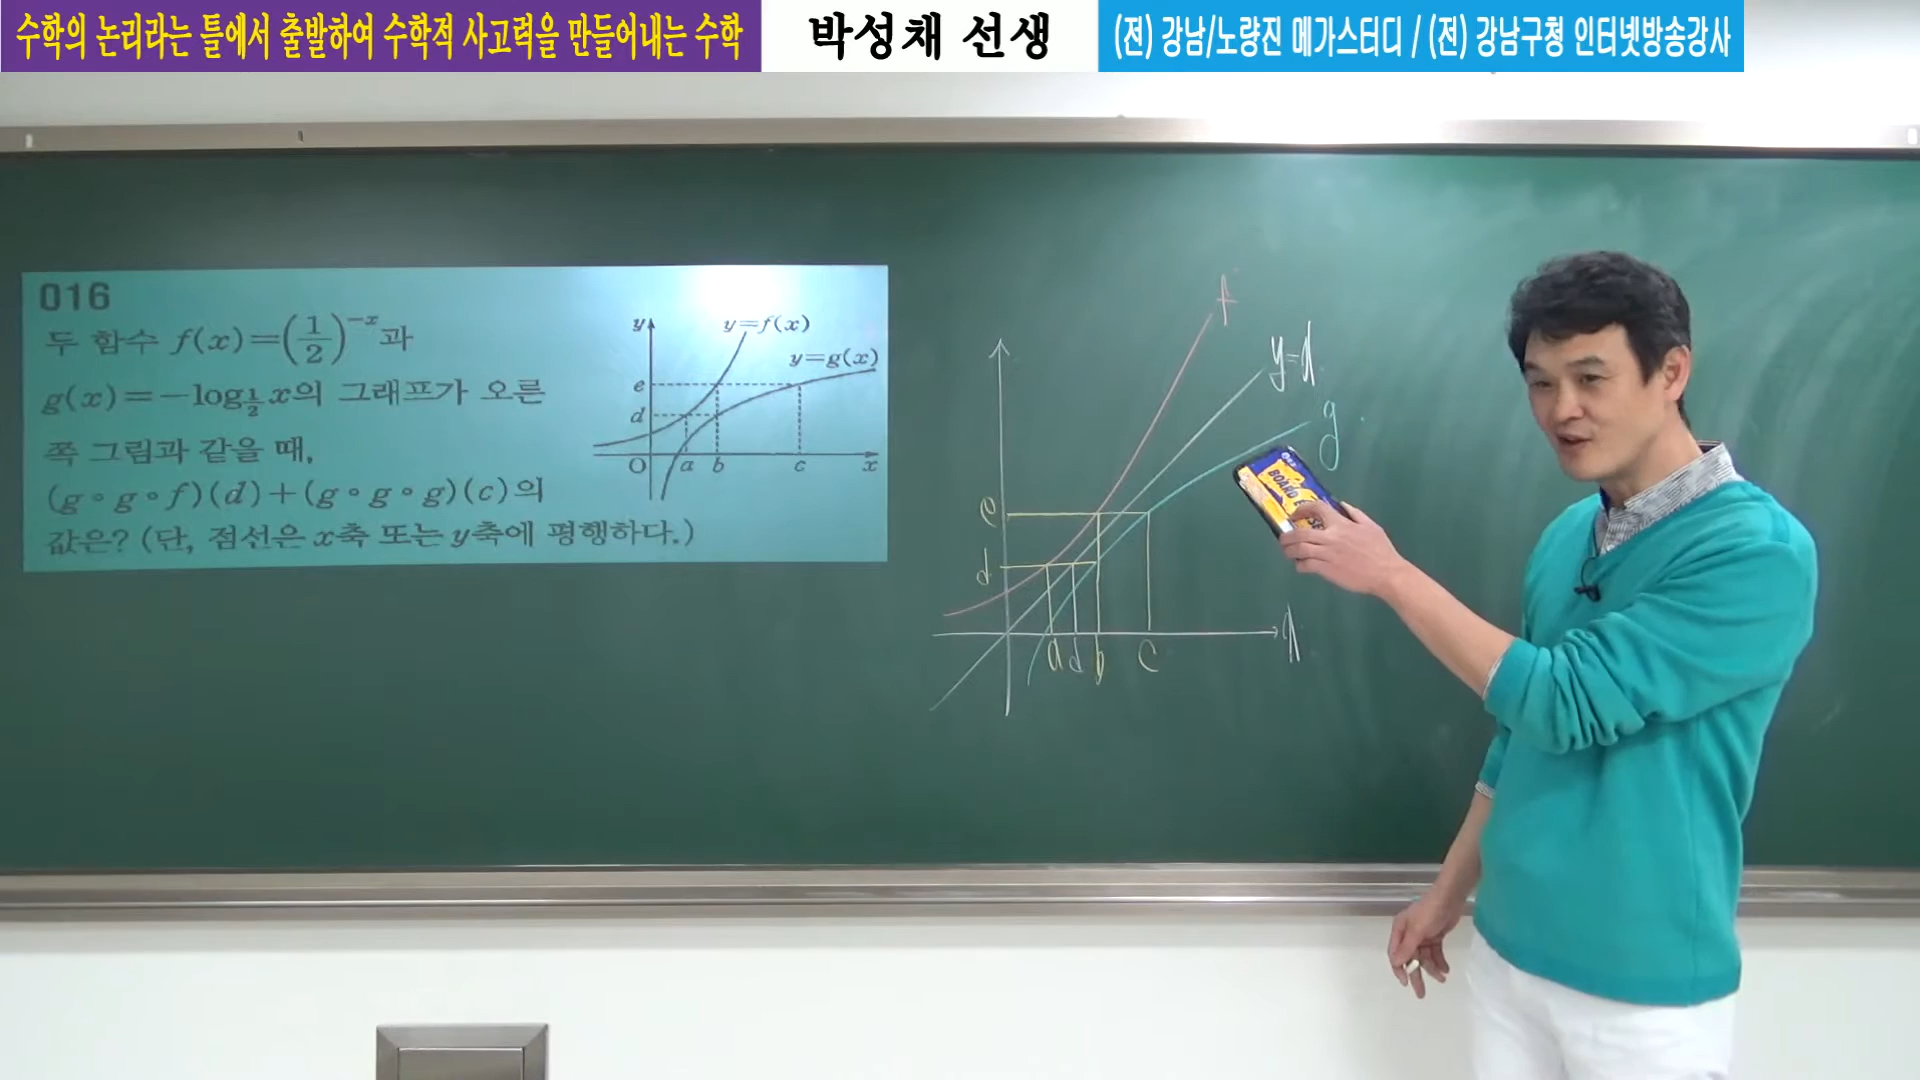 수학의 논리라는 틀에서 출발하여 수학적 사고력을 만들어내는 수학
박성채 선생
(전) 강남/노량진 메가스터디 / (전) 강남구청 인터넷방송강사
016
두 함수 f(x)=(1/2)^{-x}과
g(x)=-log_{1/2}x의 그래프가 오른
쪽 그림과 같을 때,
(g∘g∘f)(d)+(g∘g∘g)(c)의
값은? (단, 점선은 x축 또는 y축에 평행하다.)
y
y=f(x)
y=g(x)
e
d
O
a
b
c
x
f
y=x
g
e
d
a
d
b
c
x
BOARD